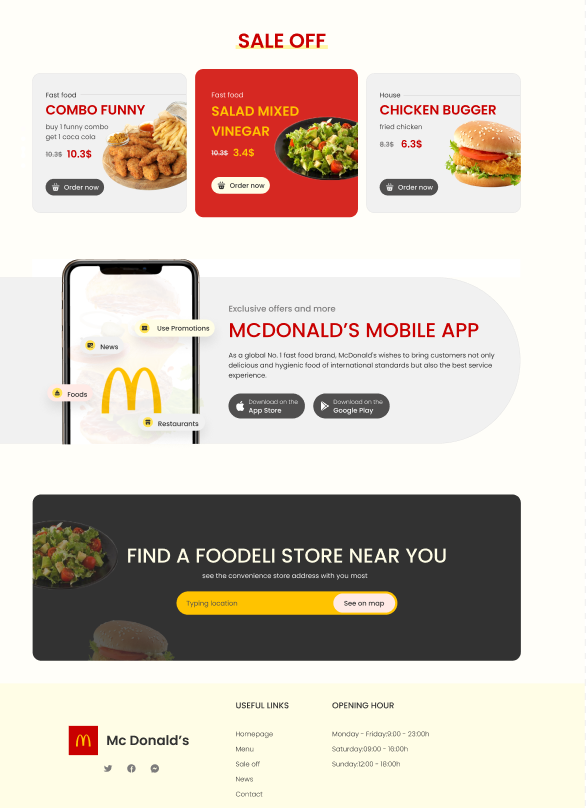 SALE OFF
Fast food
COMBO FUNNY
buy 1 funny combo
get 1 coca cola
10.3$ 10.3$
Order now
Fast food
SALAD MIXED
VINEGAR
10.3$ 3.4$
Order now
House
CHICKEN BUGGER
fried chicken
8.3$ 6.3$
Order now
Use Promotions
News
Foods
Restaurants
Exclusive offers and more
MCDONALD'S MOBILE APP
As a global No. 1 fast food brand, McDonald's wishes to bring customers not only
delicious and hygienic food of international standards but also the best service
experience.
Download on the
App Store
Download on the
Google Play
FIND A FOODELI STORE NEAR YOU
see the convenience store address with you most
Typing location
See on map
Mc Donald's
USEFUL LINKS
Homepage
Menu
Sale off
News
Contact
OPENING HOUR
Monday - Friday:9:00 - 23:00h
Saturday:09:00 - 16:00h
Sunday:12:00 - 18:00h